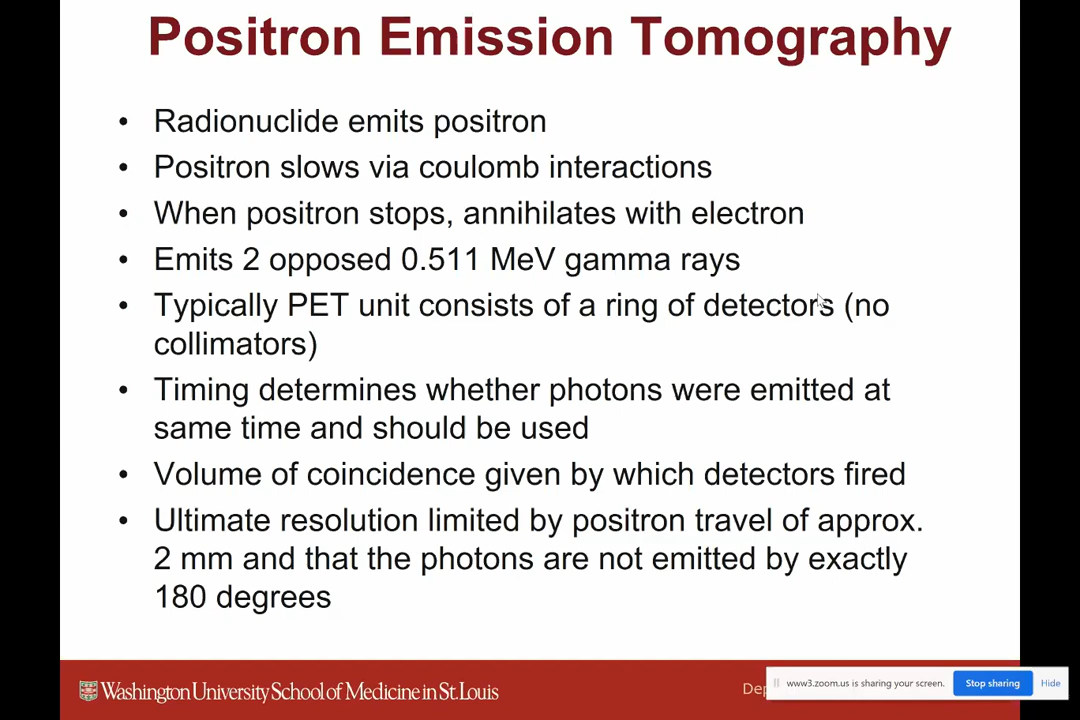 Positron Emission Tomography
• Radionuclide emits positron
• Positron slows via coulomb interactions
• When positron stops, annihilates with electron
• Emits 2 opposed 0.511 MeV gamma rays
• Typically PET unit consists of a ring of detectors (no
collimators)
• Timing determines whether photons were emitted at
same time and should be used
• Volume of coincidence given by which detectors fired
• Ultimate resolution limited by positron travel of approx.
2 mm and that the photons are not emitted by exactly
180 degrees
Washington University School of Medicine in St. Louis
www3.zoom.us is sharing your screen. Stop sharing Hide